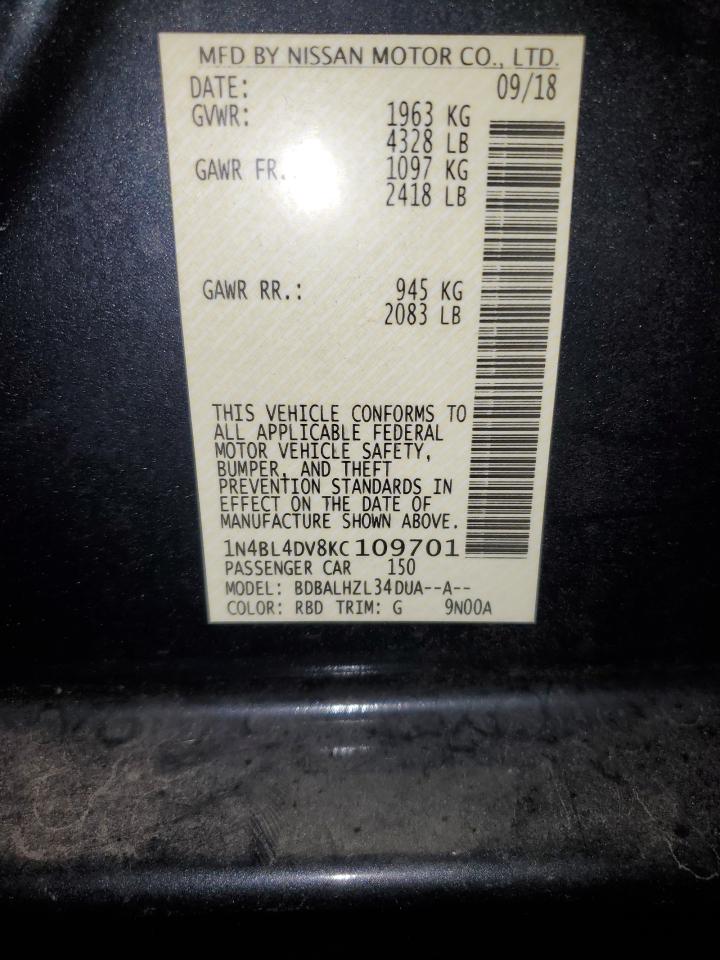 MFD BY NISSAN MOTOR CO., LTD.
DATE: 09/18
GVWR: 1963 KG
4328 LB
GAWR FR.: 1097 KG
2418 LB
GAWR RR.: 945 KG
2083 LB
THIS VEHICLE CONFORMS TO
ALL APPLICABLE FEDERAL
MOTOR VEHICLE SAFETY,
BUMPER, AND THEFT
PREVENTION STANDARDS IN
EFFECT ON THE DATE OF
MANUFACTURE SHOWN ABOVE.
1N4BL4DV8KC109701
PASSENGER CAR 150
MODEL: BDBALHZL34DUA--A--
COLOR: RBD TRIM: G 9N00A